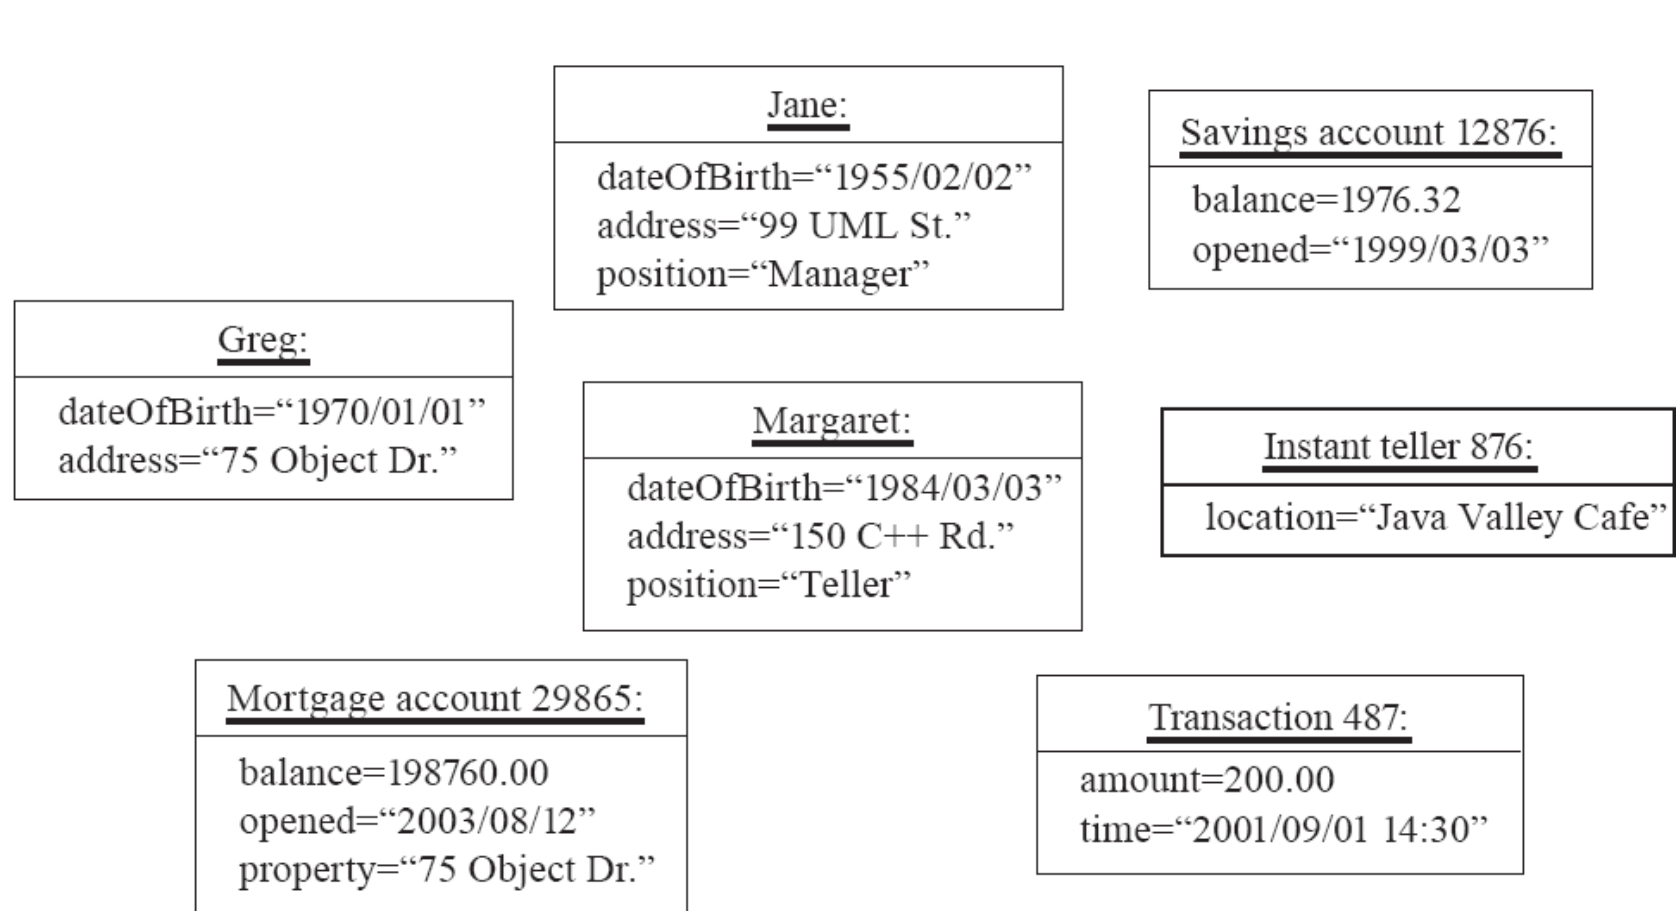 Jane:
dateOfBirth=“1955/02/02”
address=“99 UML St.”
position=“Manager”
Savings account 12876:
balance=1976.32
opened=“1999/03/03”
Greg:
dateOfBirth=“1970/01/01”
address=“75 Object Dr.”
Margaret:
dateOfBirth=“1984/03/03”
address=“150 C++ Rd.”
position=“Teller”
Instant teller 876:
location=“Java Valley Cafe”
Mortgage account 29865:
balance=198760.00
opened=“2003/08/12”
property=“75 Object Dr.”
Transaction 487:
amount=200.00
time=“2001/09/01 14:30”